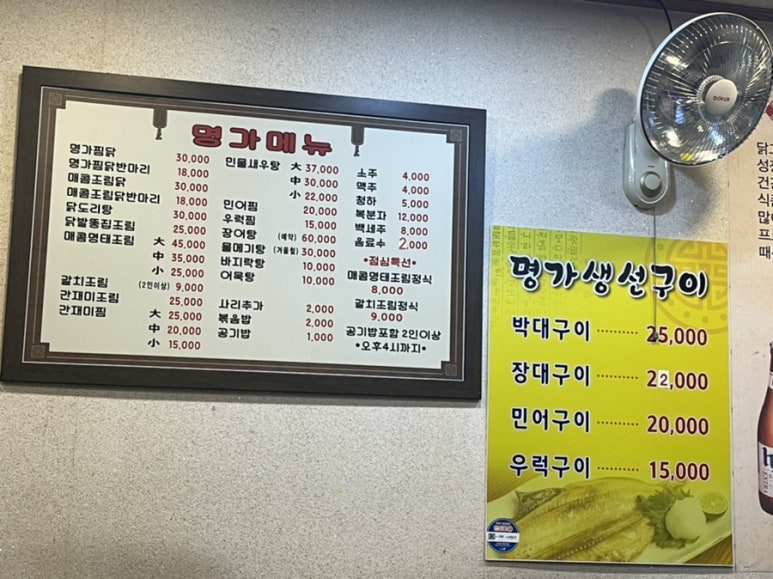 명가메뉴
명가찜닭 30,000
명가찜닭반마리 18,000
매콤조림닭 30,000
매콤조림닭반마리 18,000
닭도리탕 30,000
닭발똥집조림 25,000
매콤명태조림 大 45,000
中 35,000
小 25,000
갈치조림 (2인이상) 9,000
간재미조림 25,000
간재미찜 大 25,000
中 20,000
小 15,000
민물새우탕 大 37,000
中 30,000
小 22,000
민어찜 20,000
우럭찜 15,000
장어탕 (예약) 60,000
물메기탕 (겨울철) 30,000
바지락탕 10,000
어묵탕 10,000
사리추가 2,000
볶음밥 2,000
공기밥 1,000
소주 4,000
맥주 4,000
청하 5,000
복분자 12,000
백세주 8,000
음료수 2,000
•점심특선•
매콤명태조림정식
8,000
갈치조림정식
9,000
공기밥포함 2인이상
•오후4시까지•
명가생선구이
박대구이 ·········· 25,000
장대구이 ·········· 22,000
민어구이 ·········· 20,000
우럭구이 ·········· 15,000